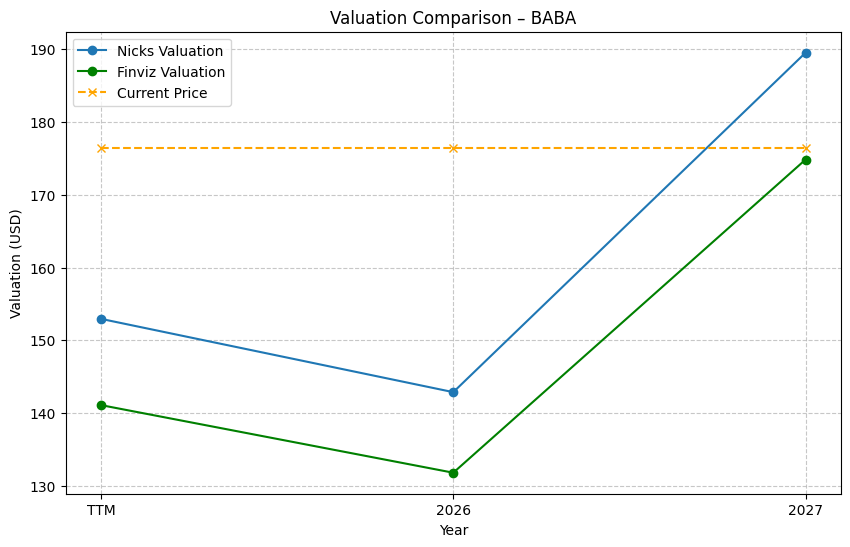 Valuation Comparison – BABA
Nicks Valuation
Finviz Valuation
Current Price
Valuation (USD)
190
180
170
160
150
140
130
TTM
2026
2027
Year